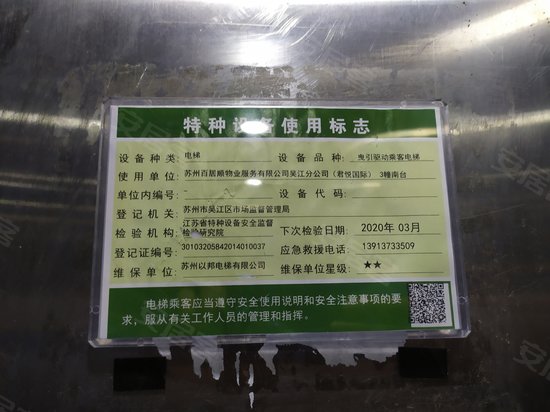 特种设备使用标志
设备种类: 电梯 设备品种: 曳引驱动乘客电梯
使用单位: 苏州百居顺物业服务有限公司吴江分公司（君悦国际） 3幢南台
单位内编号: - 设备代码:
登记机关: 苏州市吴江区市场监督管理局
检验机构: 江苏省特种设备安全监督检验研究院 下次检验日期: 2020年 03月
登记证编号: 30103205842014010037 应急救援电话: 13913733509
维保单位: 苏州以邦电梯有限公司 维保单位星级: ★★
电梯乘客应当遵守安全使用说明和安全注意事项的要
求，服从有关工作人员的管理和指挥。